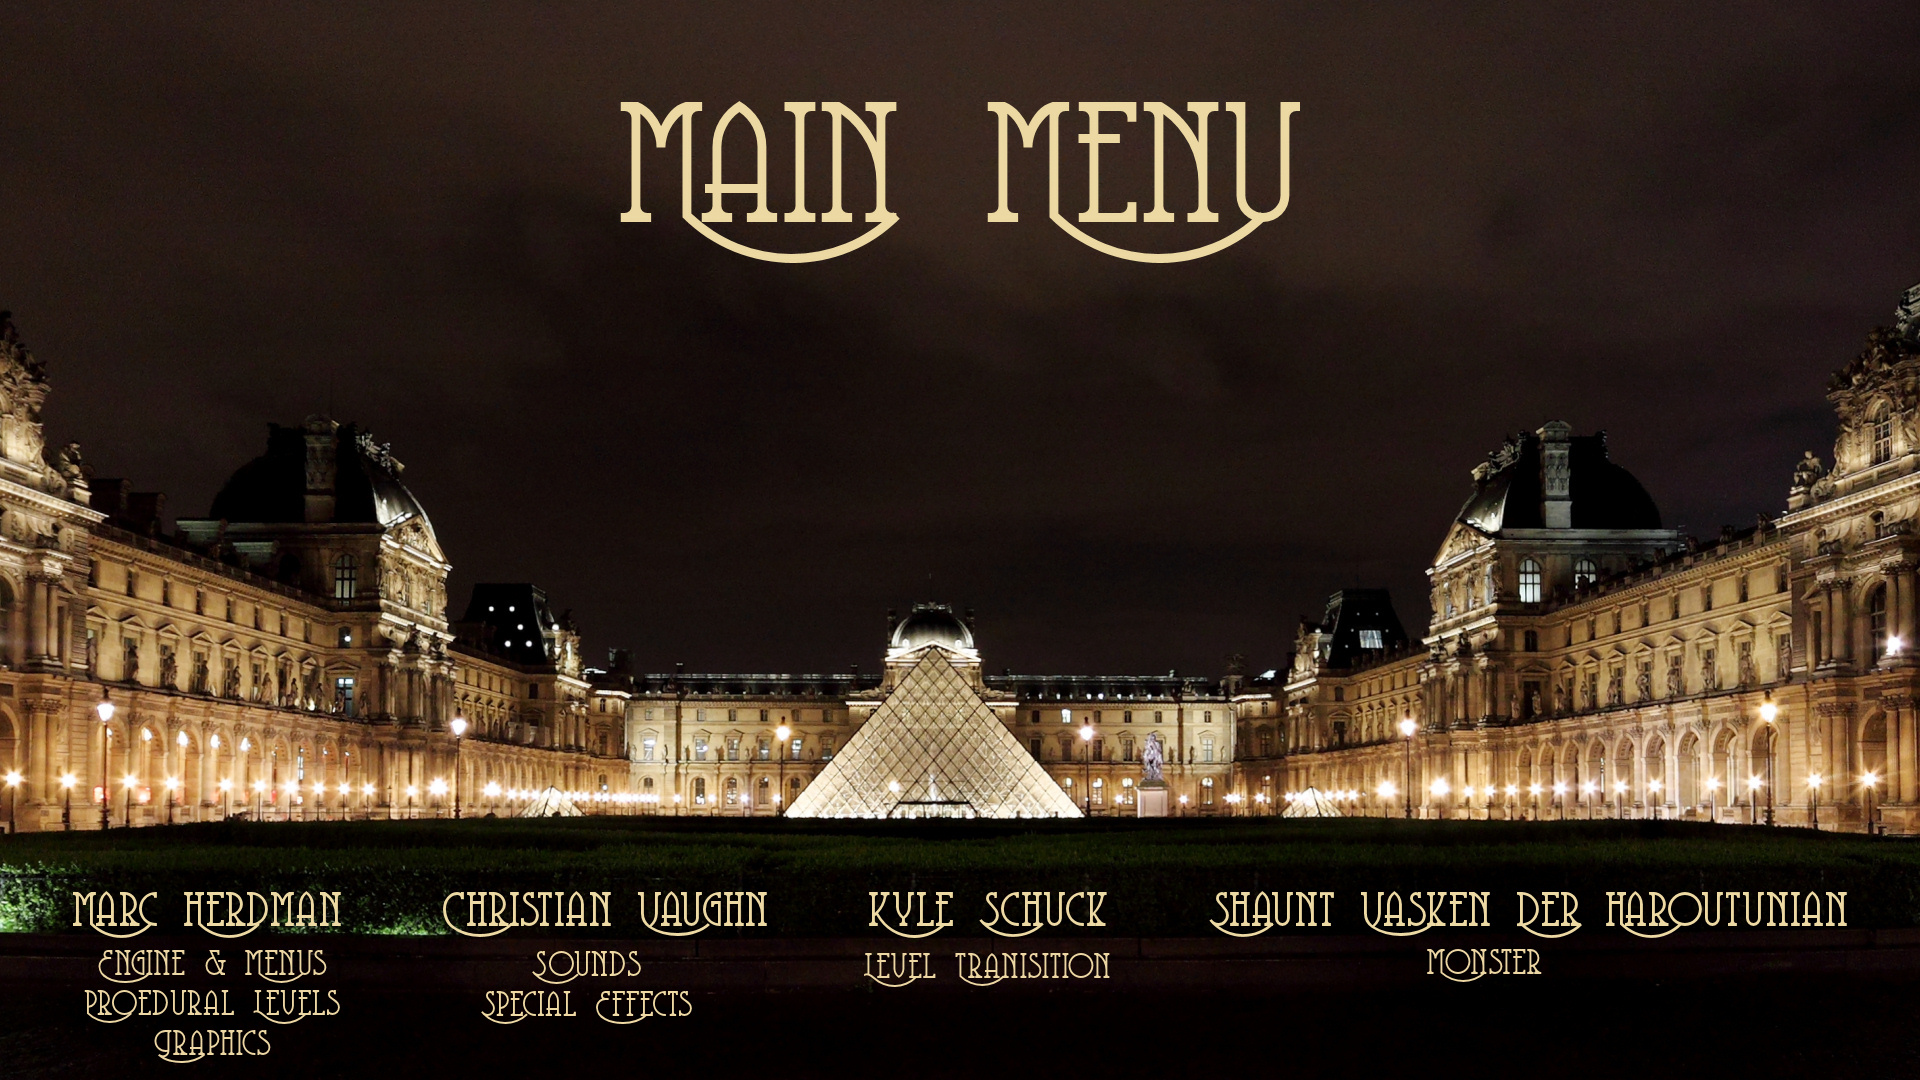 MAIN MENU
MARC HERDMAN
ENGINE & MENUS
PROEDURAL LEVELS
GRAPHICS
CHRISTIAN VAUGHN
SOUNDS
SPECIAL EFFECTS
KYLE SCHUCK
LEVEL TRANISITION
SHAUNT VASKEN DER HAROUTUNIAN
MONSTER